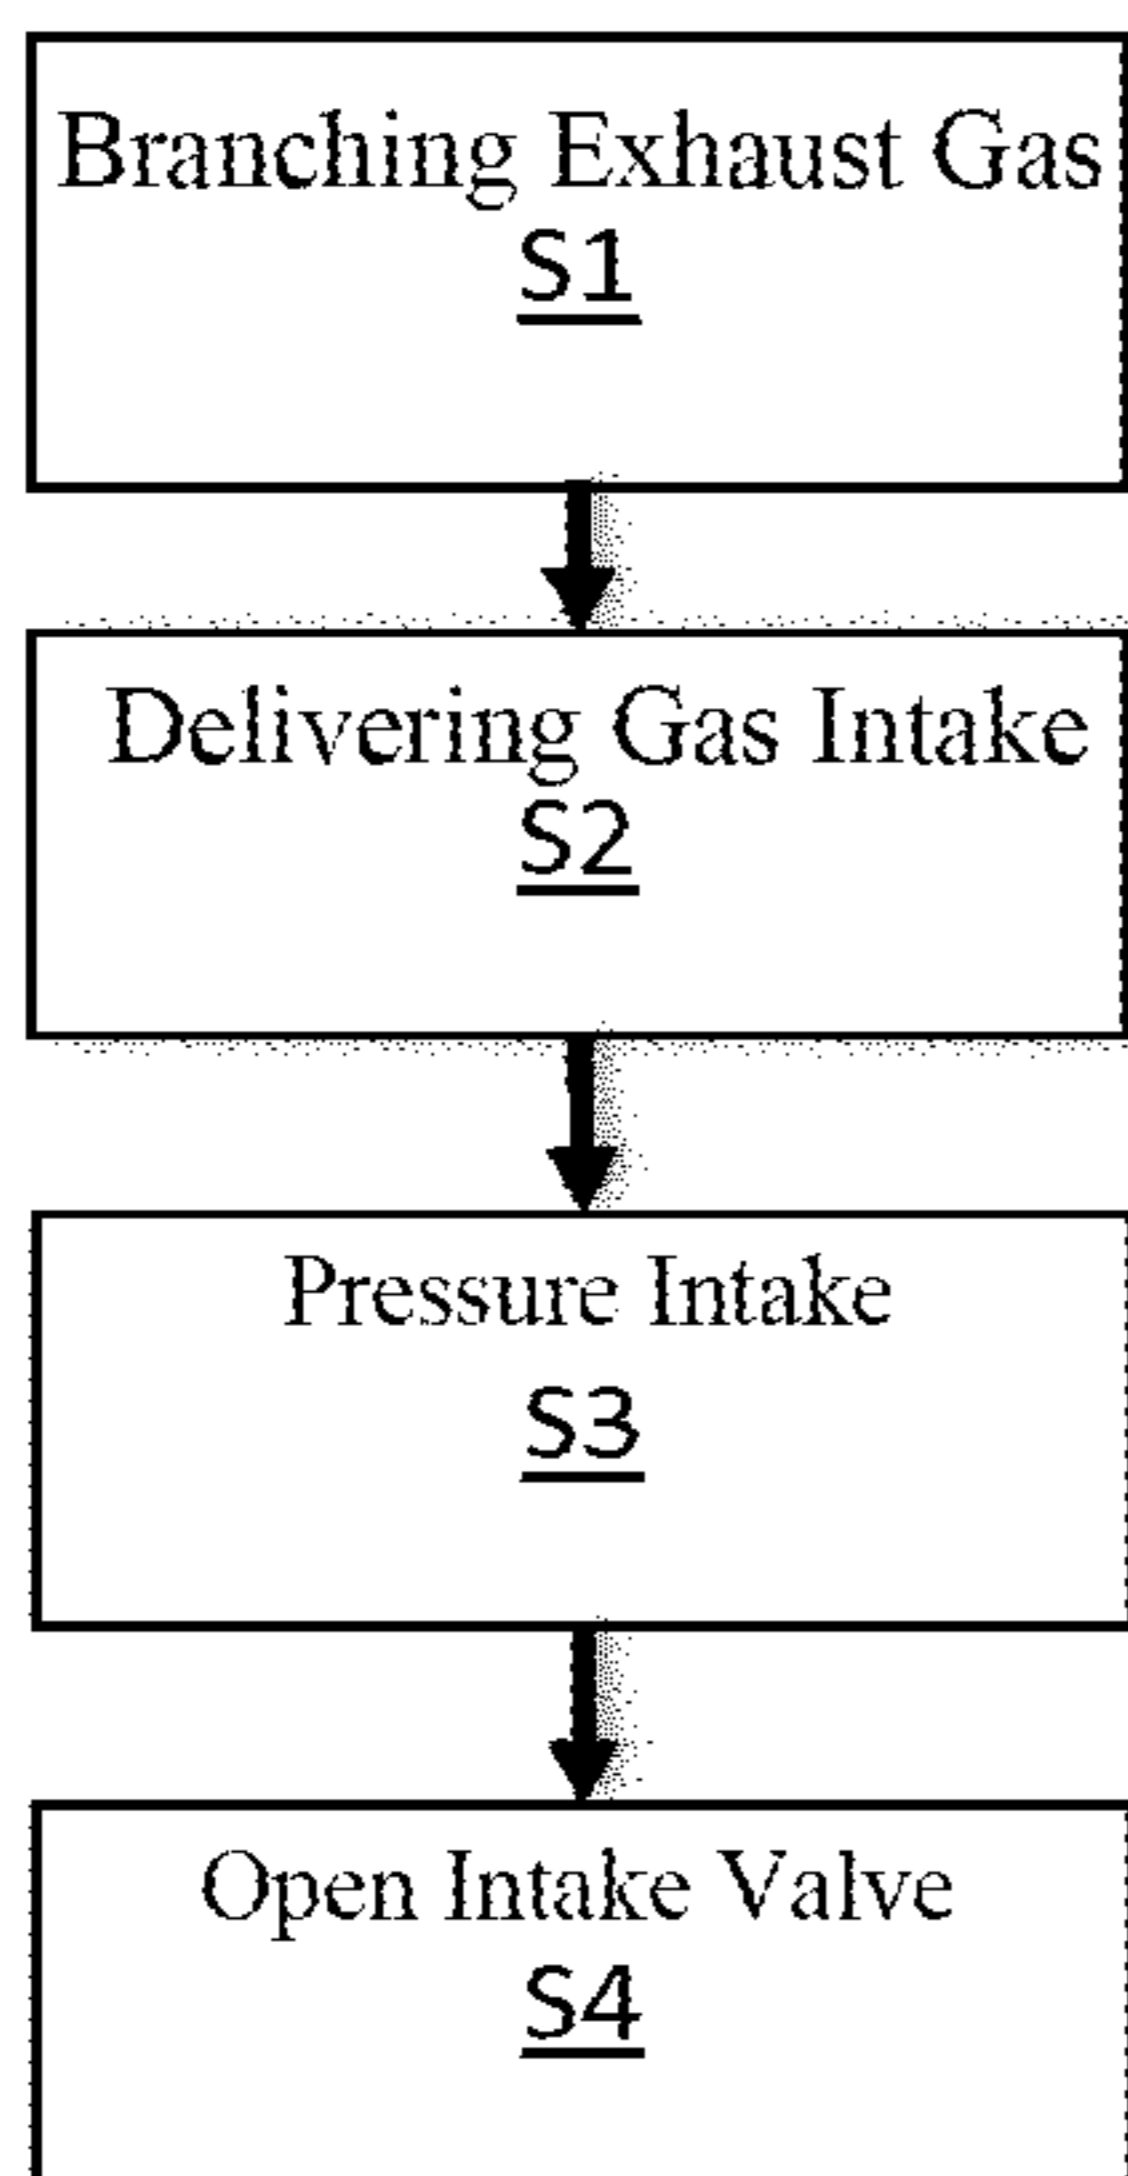 Branching Exhaust Gas
S1
Delivering Gas Intake
S2
Pressure Intake
S3
Open Intake Valve
S4